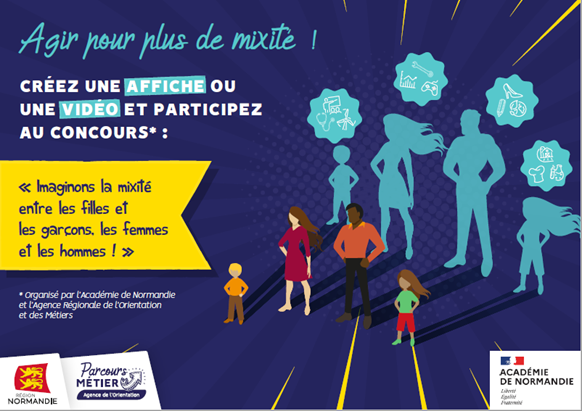 Agir pour plus de mixité !
CRÉEZ UNE AFFICHE OU
UNE VIDÉO ET PARTICIPEZ
AU CONCOURS* :
« Imaginons la mixité
entre les filles et
les garçons, les femmes
et les hommes ! »
* Organisé par l'Académie de Normandie
et l'Agence Régionale de l'Orientation
et des Métiers
RÉGION
NORMANDIE
Parcours
MÉTIER
Agence de l'Orientation
ACADÉMIE
DE NORMANDIE
Liberté
Égalité
Fraternité